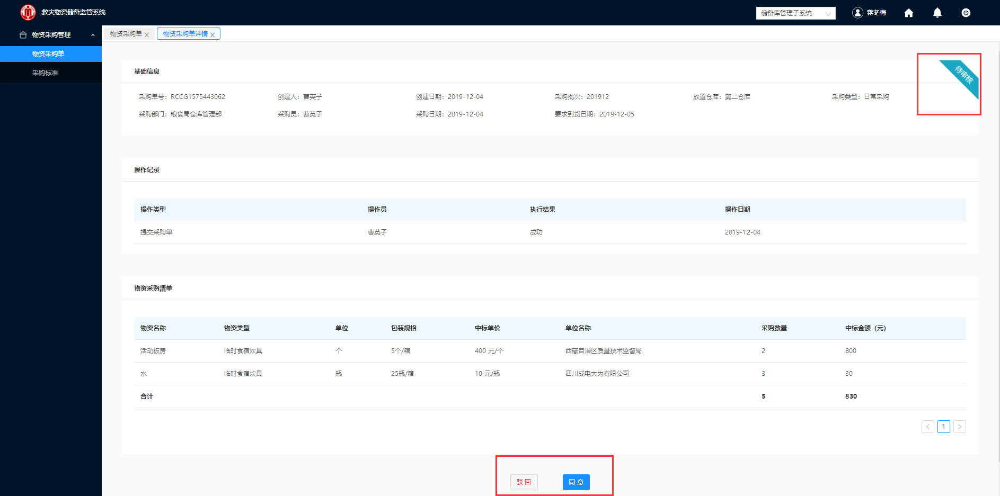 救灾物资储备监管系统
储备库管理子系统
蒋冬梅
物资采购管理
物资采购单
采购标准
物资采购单 x
物资采购单详情 x
基础信息
待审核
采购单号：RCCG1575443062 创建人：曹英子 创建日期：2019-12-04 采购批次：201912 放置仓库：第二仓库 采购类型：日常采购
采购部门：粮食局仓库管理部 采购员：曹英子 采购日期：2019-12-04 要求到货日期：2019-12-05
操作记录
操作类型 操作员 执行结果 操作日期
提交采购单 曹英子 成功 2019-12-04
物资采购清单
物资名称 物资类型 单位 包装规格 中标单价 单位名称 采购数量 中标金额（元）
活动板房 临时食宿炊具 个 5个/箱 400 元/个 西藏自治区质量技术监督局 2 800
水 临时食宿炊具 瓶 25瓶/箱 10 元/瓶 四川成电大为有限公司 3 30
合计 5 830
< 1 >
驳 回 同 意